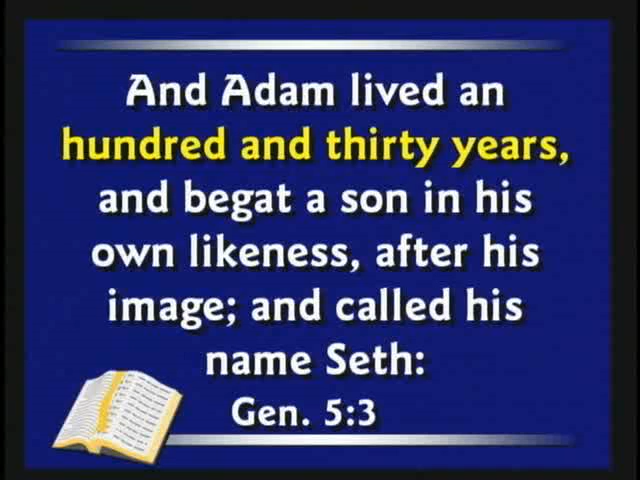 And Adam lived an
hundred and thirty years,
and begat a son in his
own likeness, after his
image; and called his
name Seth:
Gen. 5:3